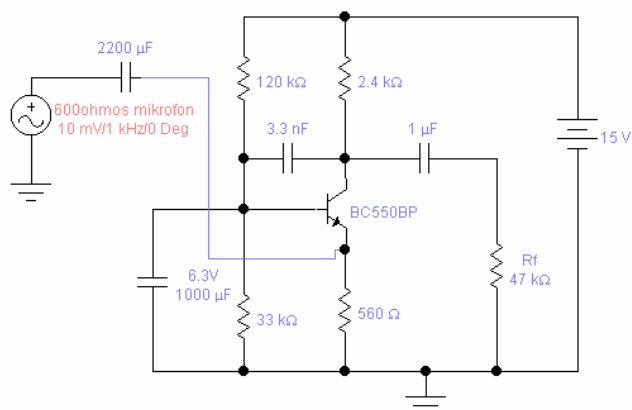 2200 µF
600ohmos mikrofon
10 mV/1 kHz/0 Deg
120 kΩ
2.4 kΩ
3.3 nF
1 µF
15 V
BC550BP
6.3V
1000 µF
33 kΩ
560 Ω
Rf
47 kΩ